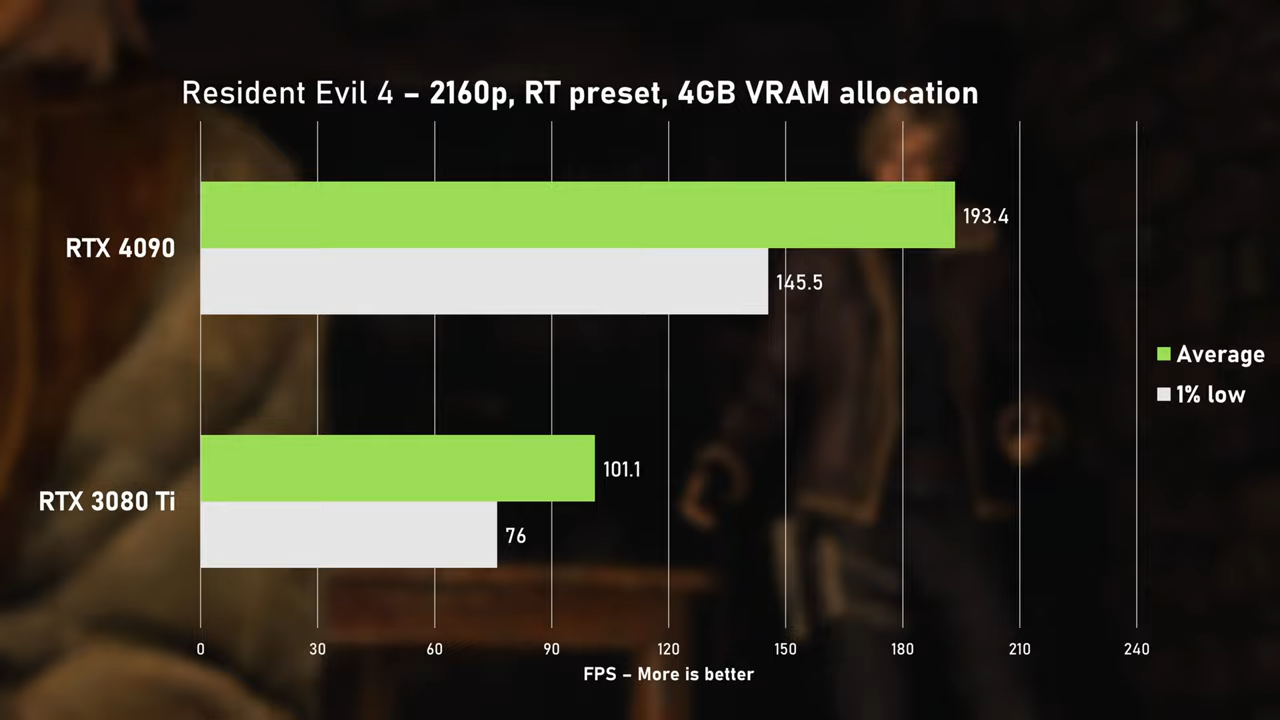 Resident Evil 4 – 2160p, RT preset, 4GB VRAM allocation
RTX 4090
193.4
145.5
Average
1% low
RTX 3080 Ti
101.1
76
0 30 60 90 120 150 180 210 240
FPS – More is better